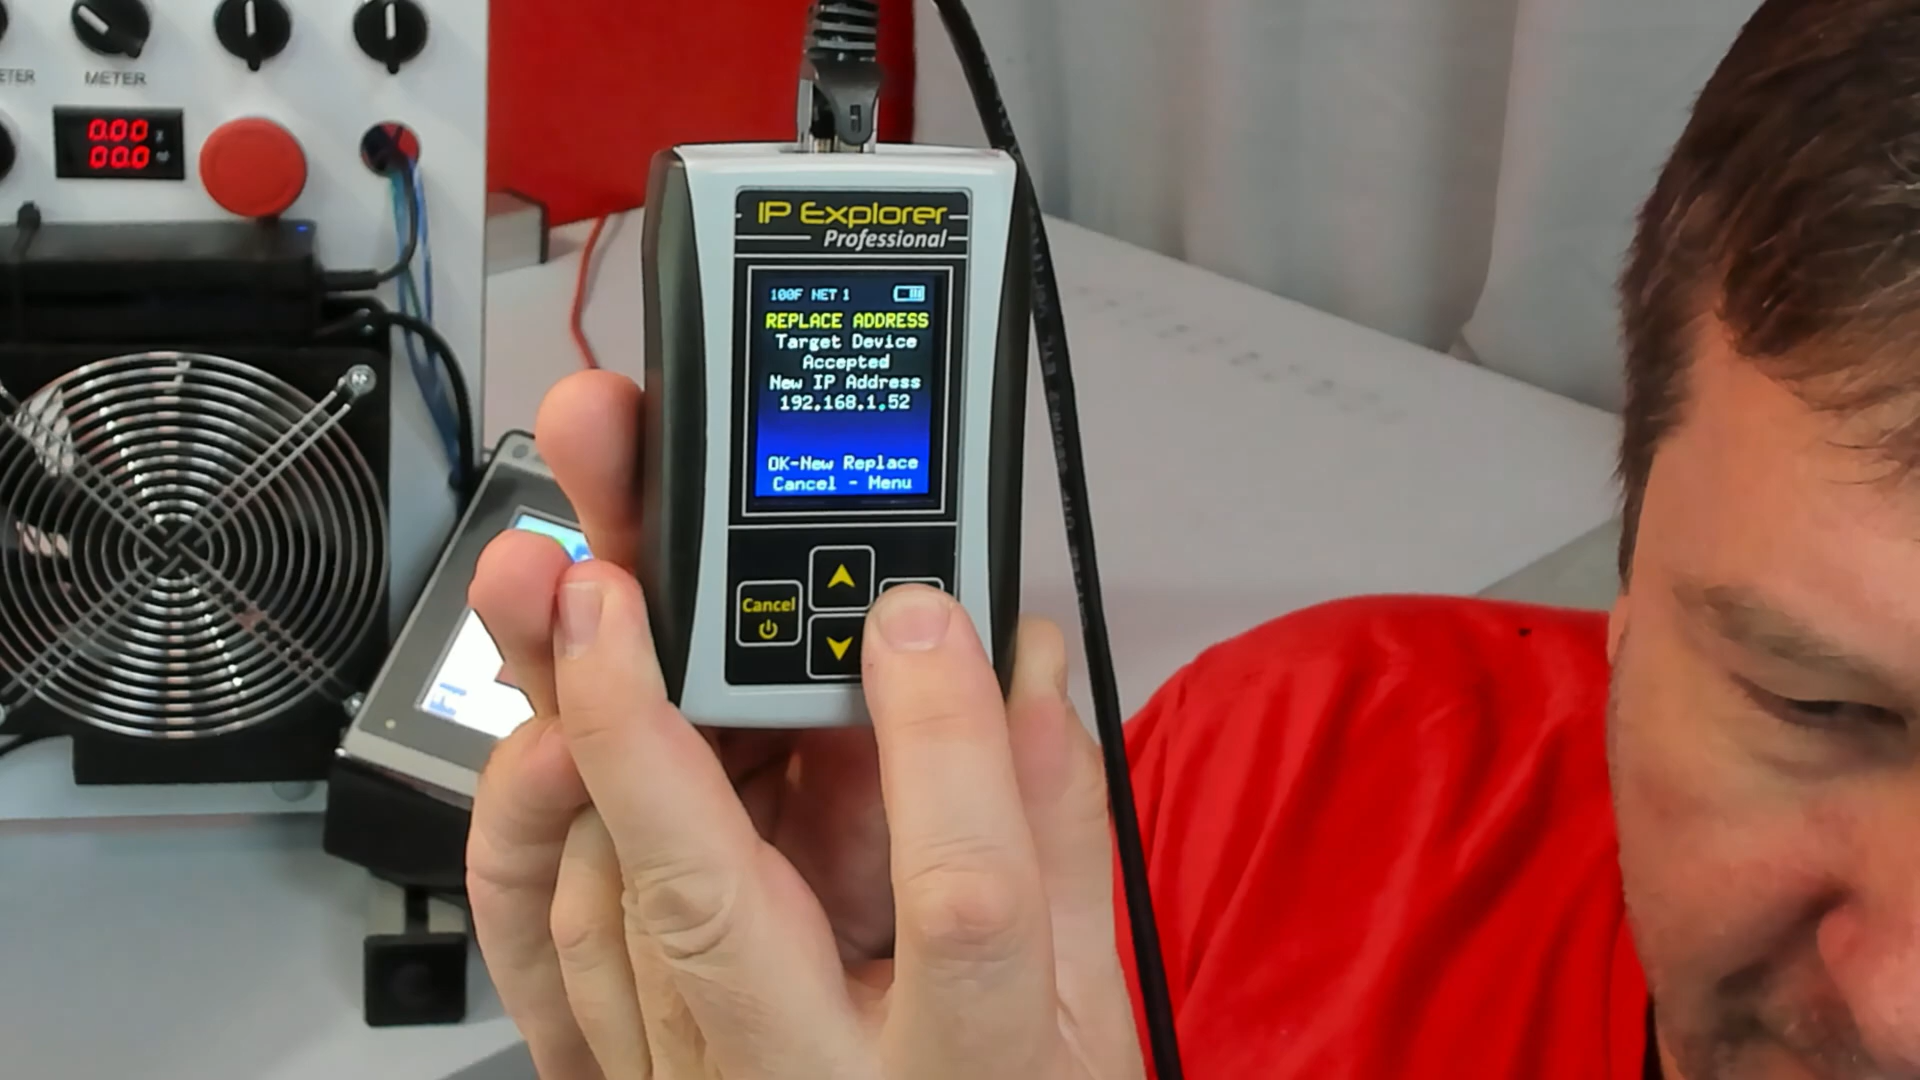 METER
0.00
00.0
IP Explorer
Professional
100F NET 1
REPLACE ADDRESS
Target Device
Accepted
New IP Address
192.168.1.52
OK-New Replace
Cancel - Menu
Cancel